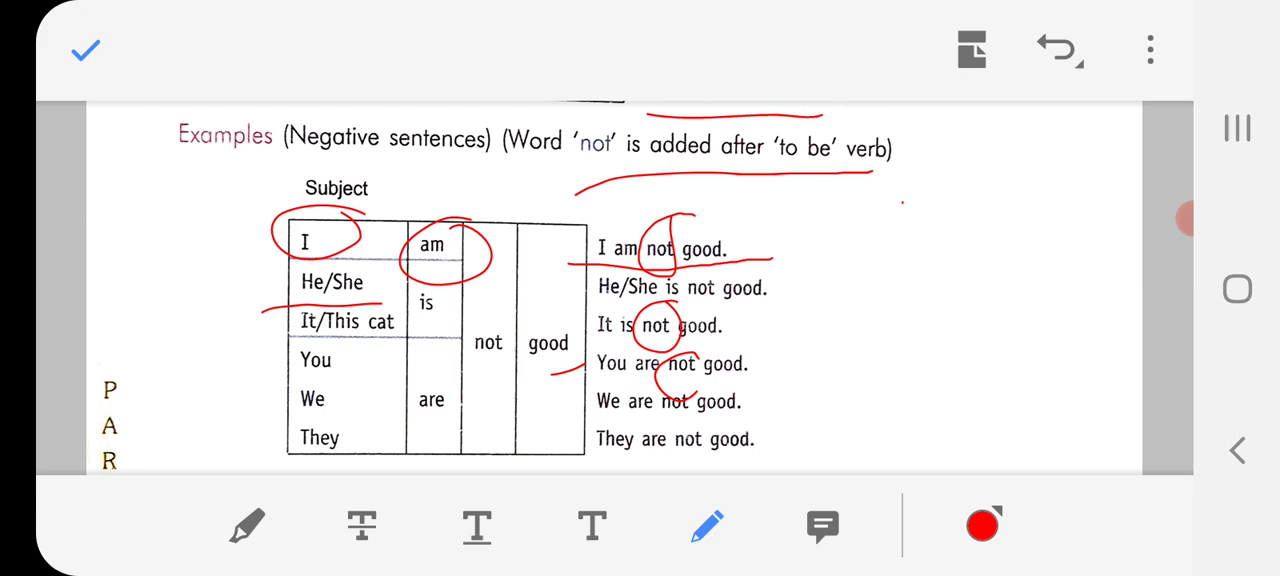 Examples (Negative sentences) (Word 'not' is added after 'to be' verb)
Subject
I am I am not good.
He/She is He/She is not good.
It/This cat It is not good.
You not good You are not good.
We are We are not good.
They They are not good.
P
A
R